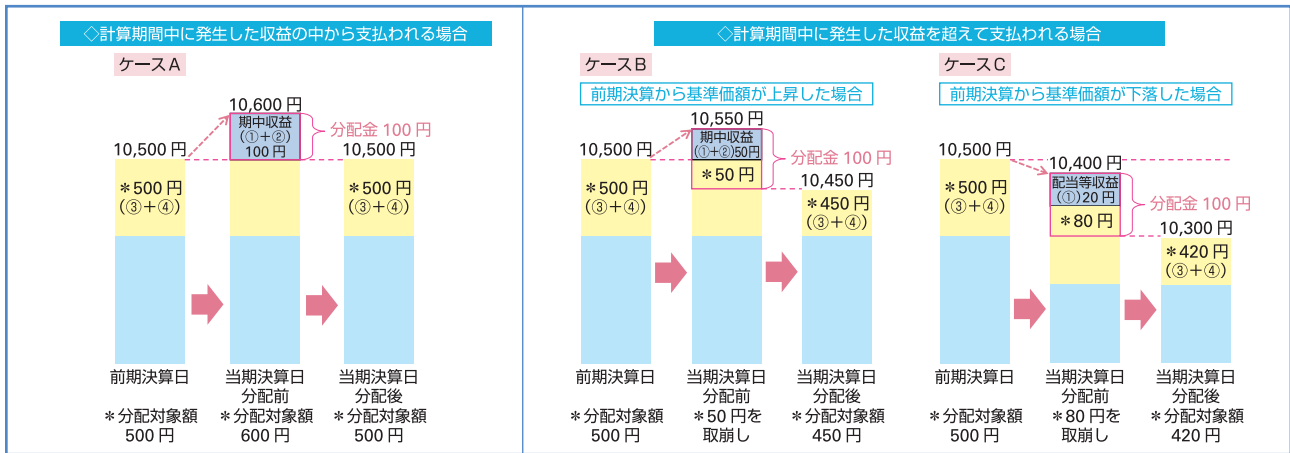 ◇計算期間中に発生した収益の中から支払われる場合
ケースA
10,500円
*500円
(③+④)
10,600円
期中収益
(①+②)
100円
分配金100円
10,500円
*500円
(③+④)
前期決算日
*分配対象額
500円
当期決算日
分配前
*分配対象額
600円
当期決算日
分配後
*分配対象額
500円
◇計算期間中に発生した収益を超えて支払われる場合
ケースB
前期決算から基準価額が上昇した場合
10,500円
*500円
(③+④)
10,550円
期中収益
(①+②)50円
*50円
分配金100円
10,450円
*450円
(③+④)
前期決算日
*分配対象額
500円
当期決算日
分配前
*50円を
取崩し
当期決算日
分配後
*分配対象額
450円
ケースC
前期決算から基準価額が下落した場合
10,500円
*500円
(③+④)
10,400円
配当等収益
(①)20円
*80円
分配金100円
10,300円
*420円
(③+④)
前期決算日
*分配対象額
500円
当期決算日
分配前
*80円を
取崩し
当期決算日
分配後
*分配対象額
420円